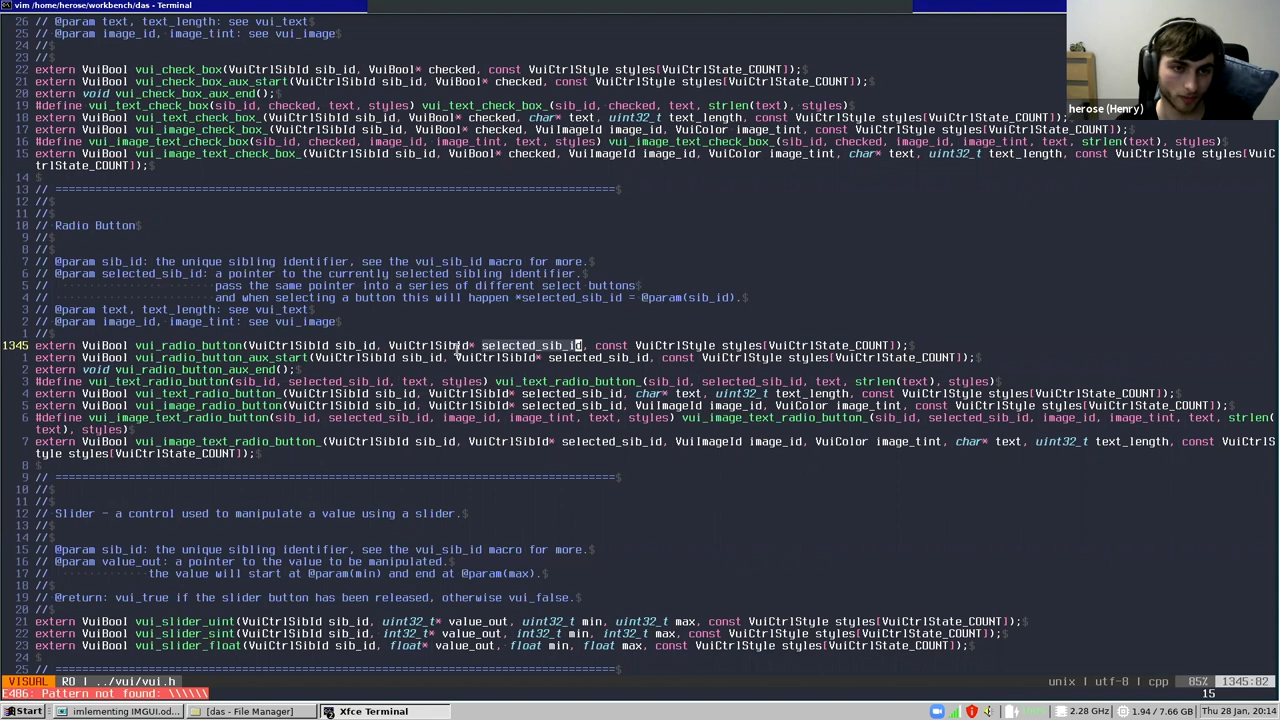 vim /home/herose/workbench/das - Terminal
26 // @param text, text_length: see vui_text$
25 // @param image_id, image_tint: see vui_image$
24 //$
23 //$
22 extern VuiBool vui_check_box(VuiCtrlSibId sib_id, VuiBool* checked, const VuiCtrlStyle styles[VuiCtrlState_COUNT]);$
21 extern VuiBool vui_check_box_aux_start(VuiCtrlSibId sib_id, VuiBool* checked, const VuiCtrlStyle styles[VuiCtrlState_COUNT]);$
20 extern void vui_check_box_aux_end();$
19 #define vui_text_check_box(sib_id, checked, text, styles) vui_text_check_box_(sib_id, checked, text, strlen(text), styles)$
18 extern VuiBool vui_text_check_box_(VuiCtrlSibId sib_id, VuiBool* checked, char* text, uint32_t text_length, const VuiCtrlStyle styles[VuiCtrlState_COUNT]);$
herose (Henry)
17 extern VuiBool vui_image_check_box_(VuiCtrlSibId sib_id, VuiBool* checked, VuiImageId image_id, VuiColor image_tint, const VuiCtrlStyle styles[VuiCtrlState_COUNT]);$
16 #define vui_image_text_check_box(sib_id, checked, image_id, image_tint, text, styles) vui_image_text_check_box_(sib_id, checked, image_id, image_tint, text, strlen(text), styles)$
15 extern VuiBool vui_image_text_check_box_(VuiCtrlSibId sib_id, VuiBool* checked, VuiImageId image_id, VuiColor image_tint, char* text, uint32_t text_length, const VuiCtrlStyle styles[VuiC
trlState_COUNT]);$
14 $
13 // ====================================================================================$
12 //$
11 //$
10 // Radio Button$
9 //$
8 //$
7 // @param sib_id: the unique sibling identifier, see the vui_sib_id macro for more.$
6 // @param selected_sib_id: a pointer to the currently selected sibling identifier.$
5 // pass the same pointer into a series of different select buttons$
4 // and when selecting a button this will happen *selected_sib_id = @param(sib_id).$
3 // @param text, text_length: see vui_text$
2 // @param image_id, image_tint: see vui_image$
1 //$
1345 extern VuiBool vui_radio_button(VuiCtrlSibId sib_id, VuiCtrlSibId* selected_sib_id, const VuiCtrlStyle styles[VuiCtrlState_COUNT]);$
1 extern VuiBool vui_radio_button_aux_start(VuiCtrlSibId sib_id, VuiCtrlSibId* selected_sib_id, const VuiCtrlStyle styles[VuiCtrlState_COUNT]);$
2 extern void vui_radio_button_aux_end();$
3 #define vui_text_radio_button(sib_id, selected_sib_id, text, styles) vui_text_radio_button_(sib_id, selected_sib_id, text, strlen(text), styles)$
4 extern VuiBool vui_text_radio_button_(VuiCtrlSibId sib_id, VuiCtrlSibId* selected_sib_id, char* text, uint32_t text_length, const VuiCtrlStyle styles[VuiCtrlState_COUNT]);$
5 extern VuiBool vui_image_radio_button(VuiCtrlSibId sib_id, VuiCtrlSibId* selected_sib_id, VuiImageId image_id, VuiColor image_tint, const VuiCtrlStyle styles[VuiCtrlState_COUNT]);$
6 #define vui_image_text_radio_button(sib_id, selected_sib_id, image_id, image_tint, text, styles) vui_image_text_radio_button_(sib_id, selected_sib_id, image_id, image_tint, text, strlen(
text), styles)$
7 extern VuiBool vui_image_text_radio_button_(VuiCtrlSibId sib_id, VuiCtrlSibId* selected_sib_id, VuiImageId image_id, VuiColor image_tint, char* text, uint32_t text_length, const VuiCtrlS
tyle styles[VuiCtrlState_COUNT]);$
8 $
9 // ====================================================================================$
10 //$
11 //$
12 // Slider - a control used to manipulate a value using a slider.$
13 //$
14 //$
15 // @param sib_id: the unique sibling identifier, see the vui_sib_id macro for more.$
16 // @param value_out: a pointer to the value to be manipulated.$
17 // the value will start at @param(min) and end at @param(max).$
18 //$
19 // @return: vui_true if the slider button has been released, otherwise vui_false.$
20 //$
21 extern VuiBool vui_slider_uint(VuiCtrlSibId sib_id, uint32_t* value_out, uint32_t min, uint32_t max, const VuiCtrlStyle styles[VuiCtrlState_COUNT]);$
22 extern VuiBool vui_slider_sint(VuiCtrlSibId sib_id, int32_t* value_out, int32_t min, int32_t max, const VuiCtrlStyle styles[VuiCtrlState_COUNT]);$
23 extern VuiBool vui_slider_float(VuiCtrlSibId sib_id, float* value_out, float min, float max, const VuiCtrlStyle styles[VuiCtrlState_COUNT]);$
24 $
25 // ====================================================================================$
VISUAL RO | ../vui/vui.h unix | utf-8 | cpp 85% 1345:82
E486: Pattern not found: \\\\\\ 15
Start imlementing IMGUI.od... [das - File Manager] Xfce Terminal 2.28 GHz 1.94 / 7.66 GB Thu 28 Jan, 20:14